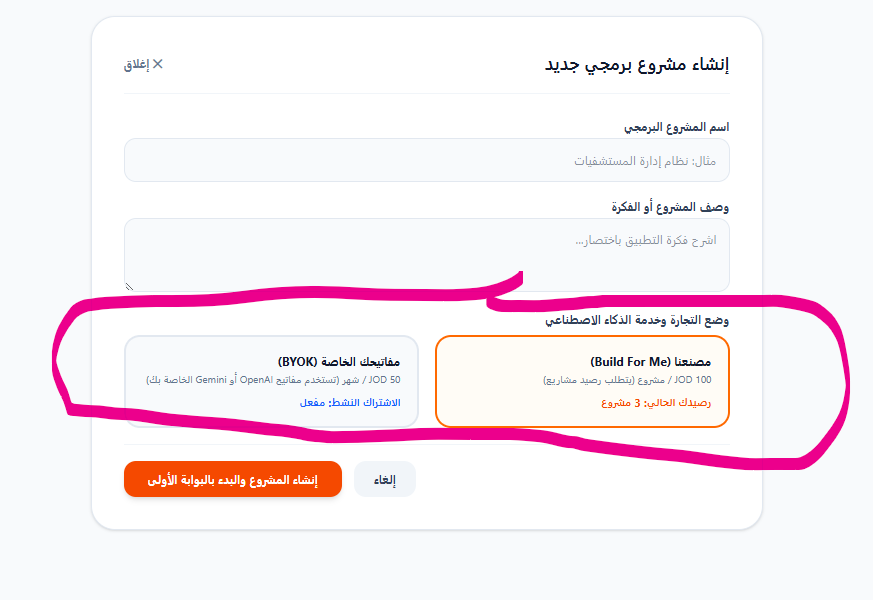 إنشاء مشروع برمجي جديد
× إغلاق
اسم المشروع البرمجي
مثال: نظام إدارة المستشفيات
وصف المشروع أو الفكرة
اشرح فكرة التطبيق باختصار...
وضع التجارة وخدمة الذكاء الاصطناعي
مصنعنا (Build For Me)
100 JOD / مشروع (يتطلب رصيد مشاريع)
رصيدك الحالي: 3 مشروع
مفاتيحك الخاصة (BYOK)
50 JOD / شهر (تستخدم مفاتيح OpenAI أو Gemini الخاصة بك)
الاشتراك النشط: مفعل
إلغاء
إنشاء المشروع والبدء بالبوابة الأولى